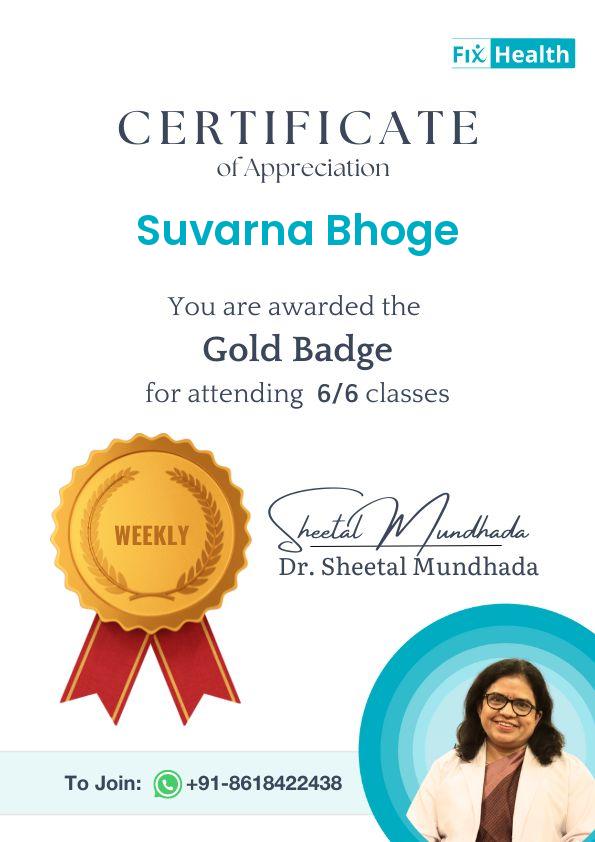 Fix Health
CERTIFICATE
of Appreciation
Suvarna Bhoge
You are awarded the
Gold Badge
for attending 6/6 classes
WEEKLY
Sheetal Mundhada
Dr. Sheetal Mundhada
To Join: +91-8618422438